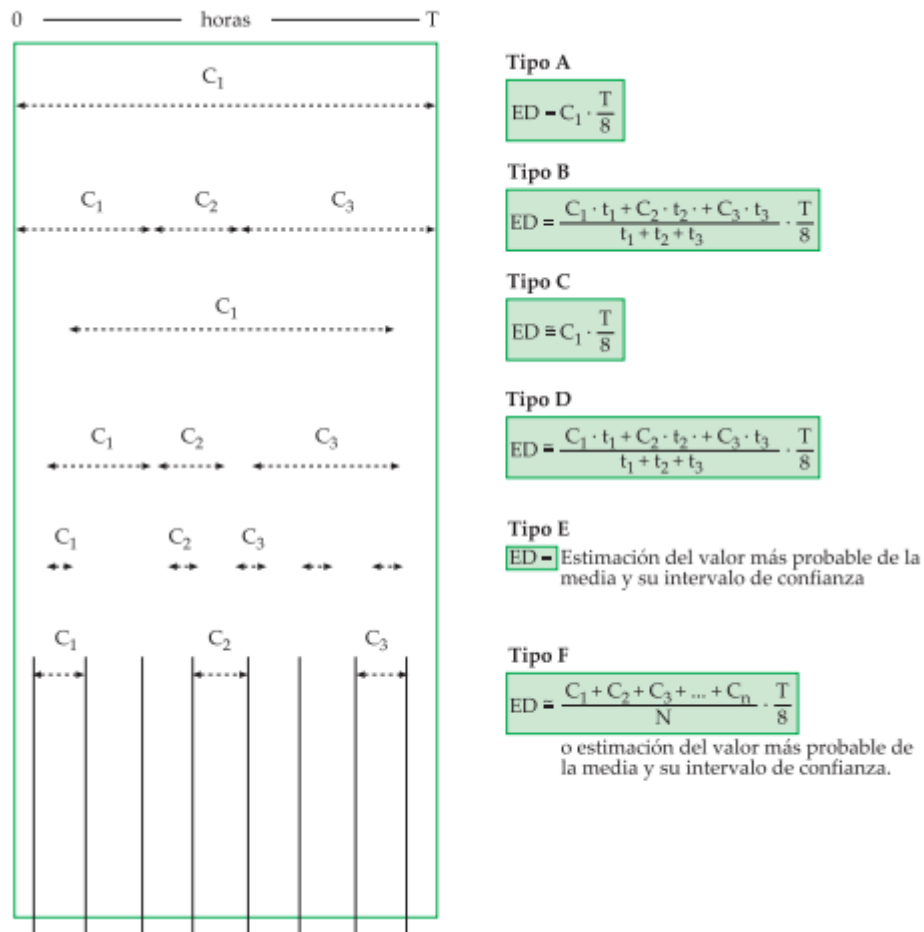 0 horas T
C₁
C₁ C₂ C₃
C₁
C₁ C₂ C₃
C₁ C₂ C₃
C₁ C₂ C₃
Tipo A
ED = C₁ · T/8
Tipo B
ED = (C₁ · t₁ + C₂ · t₂ · + C₃ · t₃)/(t₁ + t₂ + t₃) · T/8
Tipo C
ED ≅ C₁ · T/8
Tipo D
ED ≅ (C₁ · t₁ + C₂ · t₂ · + C₃ · t₃)/(t₁ + t₂ + t₃) · T/8
Tipo E
ED = Estimación del valor más probable de la
media y su intervalo de confianza
Tipo F
ED ≅ (C₁ + C₂ + C₃ + ... + Cₙ)/N · T/8
o estimación del valor más probable de
la media y su intervalo de confianza.